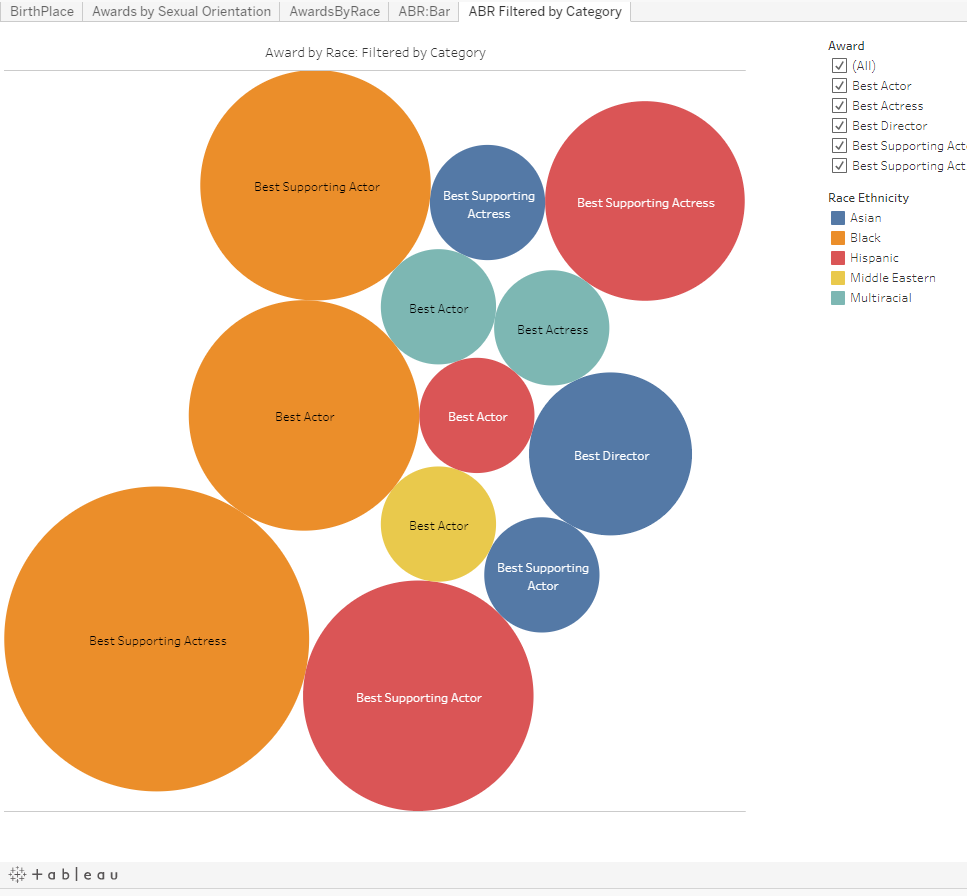 BirthPlace
Awards by Sexual Orientation
AwardsByRace
ABR:Bar
ABR Filtered by Category
Award by Race: Filtered by Category
Best Supporting Actor
Best Supporting
Actress
Best Supporting Actress
Best Actor
Best Actress
Best Actor
Best Actor
Best Director
Best Actor
Best Supporting
Actor
Best Supporting Actress
Best Supporting Actor
Award
(All)
Best Actor
Best Actress
Best Director
Best Supporting Act
Best Supporting Act
Race Ethnicity
Asian
Black
Hispanic
Middle Eastern
Multiracial
+ableau